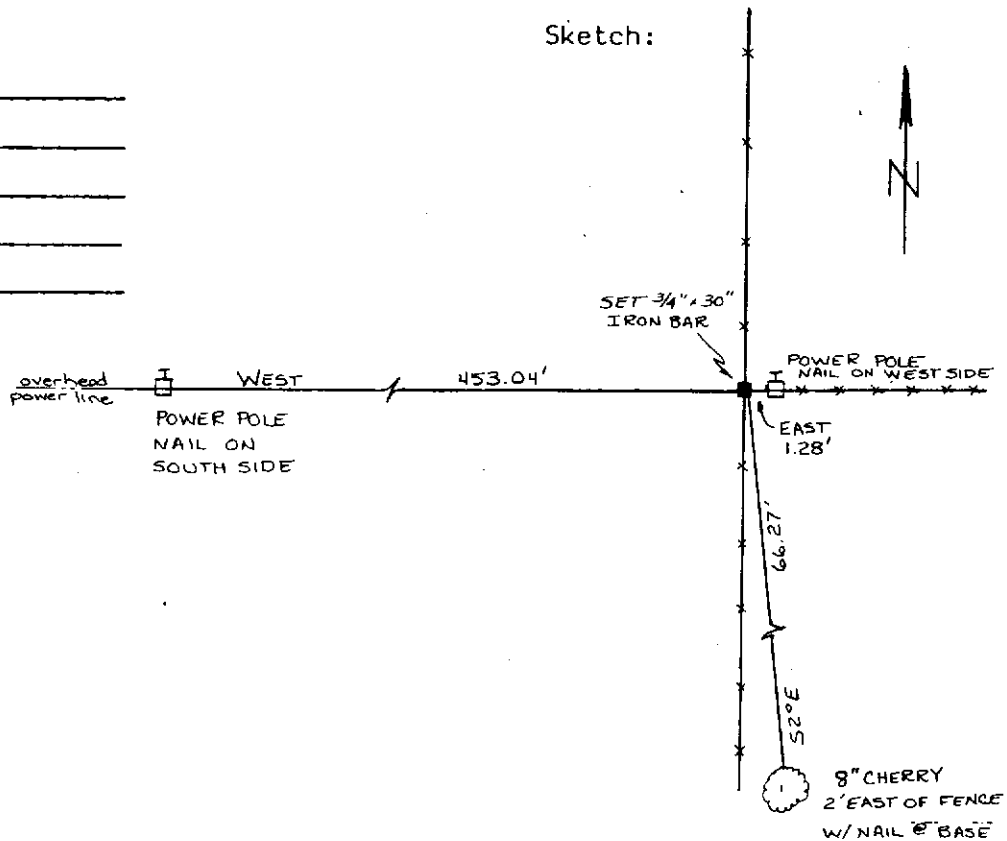 Sketch:
N
SET 3/4" x 30"
IRON BAR
overhead
power line
WEST
453.04'
POWER POLE
NAIL ON WEST SIDE
POWER POLE
NAIL ON
SOUTH SIDE
EAST
1.28'
66.27'
S2°E
8" CHERRY
2' EAST OF FENCE
W/ NAIL @ BASE